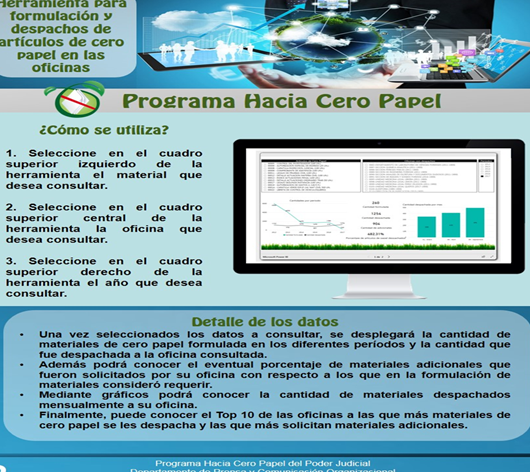 Herramienta para
formulación y
despachos de
artículos de cero
papel en las
oficinas
Programa Hacia Cero Papel
¿Cómo se utiliza?
1. Seleccione en el cuadro
superior izquierdo de la
herramienta el material que
desea consultar.
2. Seleccione en el cuadro
superior central de la
herramienta la oficina que
desea consultar.
3. Seleccione en el cuadro
superior derecho de la
herramienta el año que desea
consultar.
Detalle de los datos
• Una vez seleccionados los datos a consultar, se desplegará la cantidad de
materiales de cero papel formulada en los diferentes períodos y la cantidad que
fue despachada a la oficina consultada.
• Además podrá conocer el eventual porcentaje de materiales adicionales que
fueron solicitados por su oficina con respecto a los que en la formulación de
materiales consideró requerir.
• Mediante gráficos podrá conocer la cantidad de materiales despachados
mensualmente a su oficina.
• Finalmente, puede conocer el Top 10 de las oficinas a las que más materiales de
cero papel se les despacha y las que más solicitan materiales adicionales.
Programa Hacia Cero Papel del Poder Judicial
Departamento de Prensa y Comunicación Organizacional